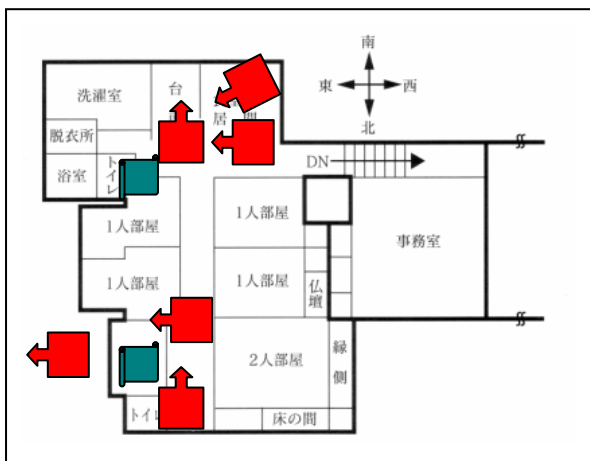 南
東 西
北
洗濯室
台
居 間
脱衣所
浴室
トイレ
DN
1人部屋
1人部屋
事務室
1人部屋
1人部屋
仏壇
2人部屋
縁側
トイレ
床の間